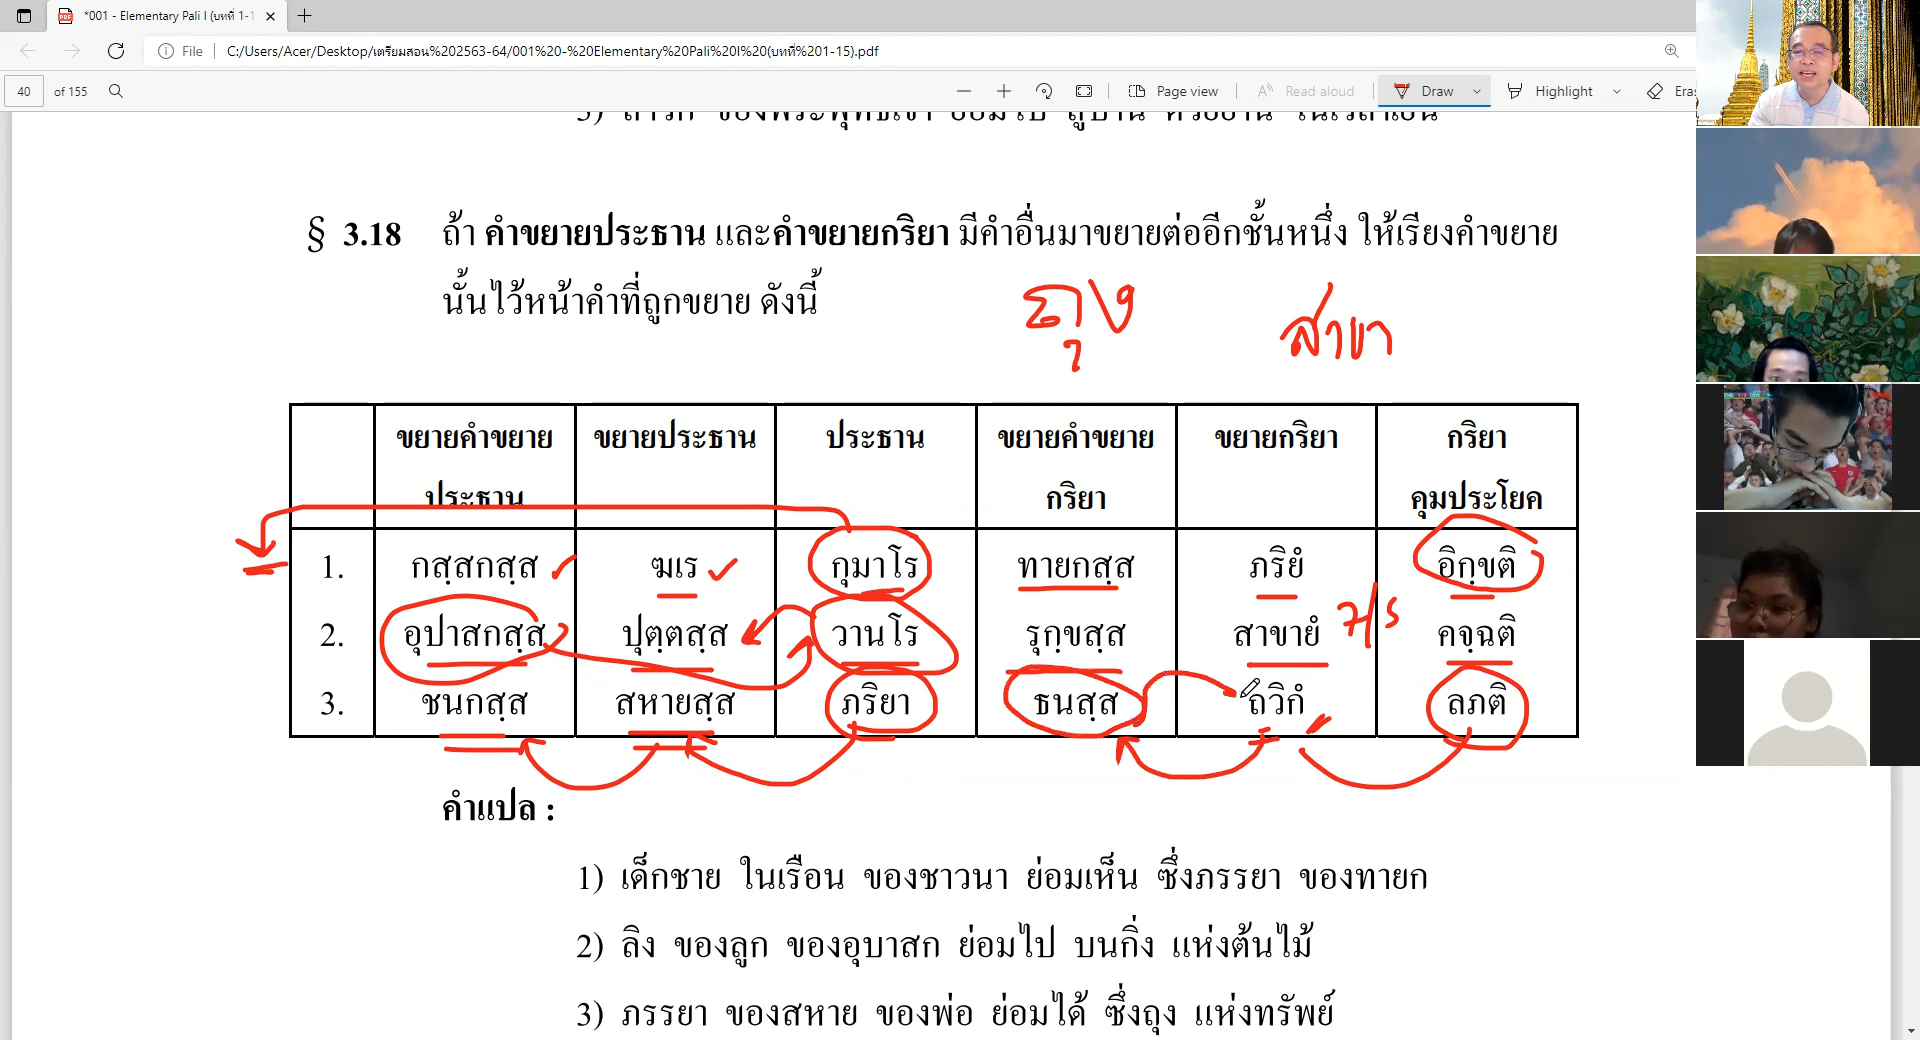 *001 - Elementary Pali I (บทที่ 1-1
File C:/Users/Acer/Desktop/เตรียมสอน%202563-64/001%20-%20Elementary%20Pali%20I%20(บทที่%201-15).pdf
40 of 155 Page view Read aloud Draw Highlight Eras
§ 3.18 ถ้า คำขยายประธาน และคำขยายกริยา มีคำอื่นมาขยายต่ออีกชั้นหนึ่ง ให้เรียงคำขยาย
นั้นไว้หน้าคำที่ถูกขยาย ดังนี้
ถุง สาขา
ขยายคำขยาย ขยายประธาน ประธาน ขยายคำขยาย ขยายกริยา กริยา
ประธาน กริยา คุมประโยค
1. กสฺสกสฺส ฆเร กุมาโร ทายกสฺส ภริยํ อิกฺขติ
2. อุปาสกสฺส ปุตฺตสฺส วานโร รุกฺขสฺส สาขายํ คจฺฉติ
3. ชนกสฺส สหายสฺส ภริยา ธนสฺส ถวิกํ ลภติ
คำแปล :
1) เด็กชาย ในเรือน ของชาวนา ย่อมเห็น ซึ่งภรรยา ของทายก
2) ลิง ของลูก ของอุบาสก ย่อมไป บนกิ่ง แห่งต้นไม้
3) ภรรยา ของสหาย ของพ่อ ย่อมได้ ซึ่งถุง แห่งทรัพย์